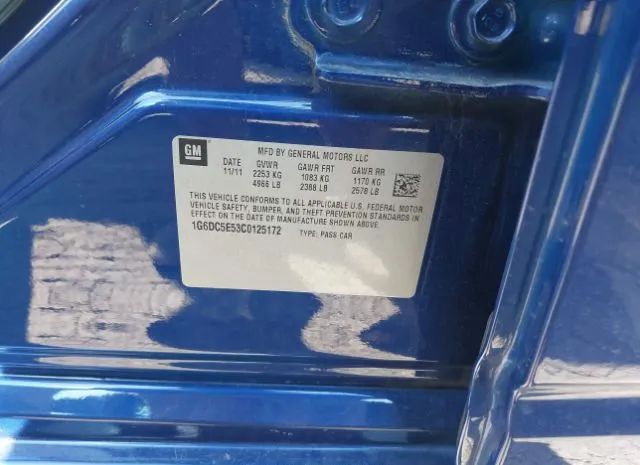 GM
MFD BY GENERAL MOTORS LLC
DATE GVWR GAWR FRT GAWR RR
11/11 2253 KG 1083 KG 1170 KG
4966 LB 2388 LB 2578 LB
THIS VEHICLE CONFORMS TO ALL APPLICABLE U.S. FEDERAL MOTOR
VEHICLE SAFETY, BUMPER, AND THEFT PREVENTION STANDARDS IN
EFFECT ON THE DATE OF MANUFACTURE SHOWN ABOVE.
1G6DC5E53C0125172 TYPE: PASS CAR